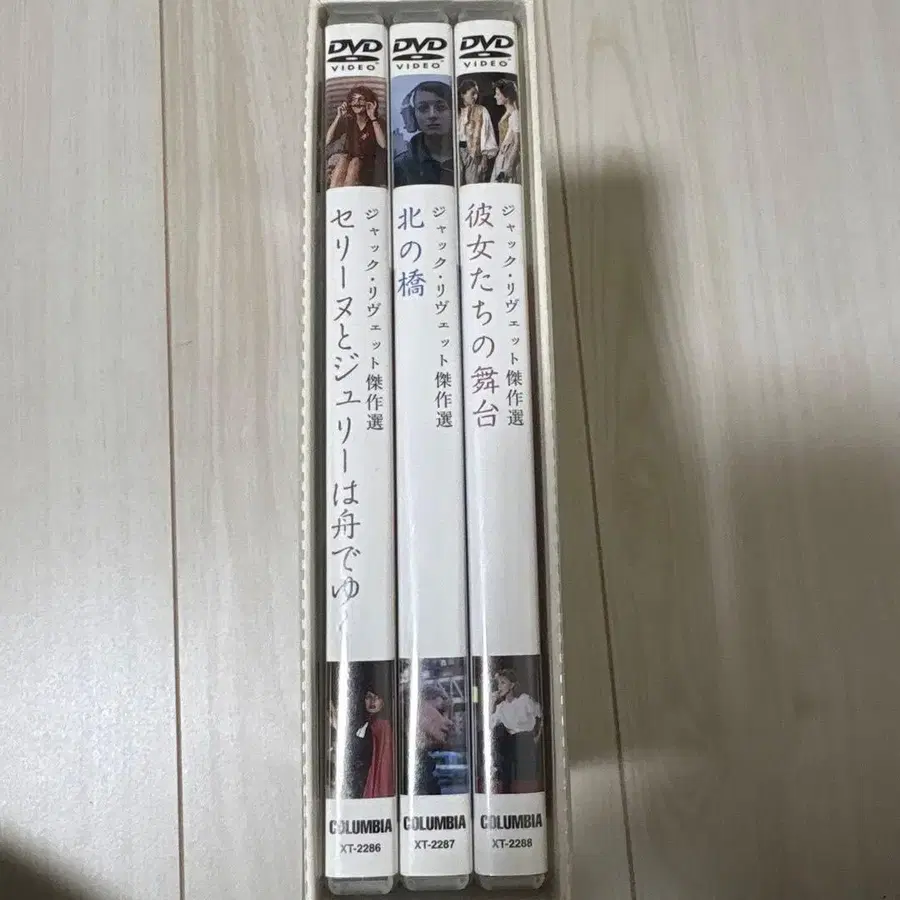 DVD
VIDEO
セリーヌとジュリーは舟でゆく
ジャック・リヴェット傑作選
COLUMBIA
XT-2286
DVD
VIDEO
北の橋
ジャック・リヴェット傑作選
COLUMBIA
XT-2287
DVD
VIDEO
彼女たちの舞台
ジャック・リヴェット傑作選
COLUMBIA
XT-2288